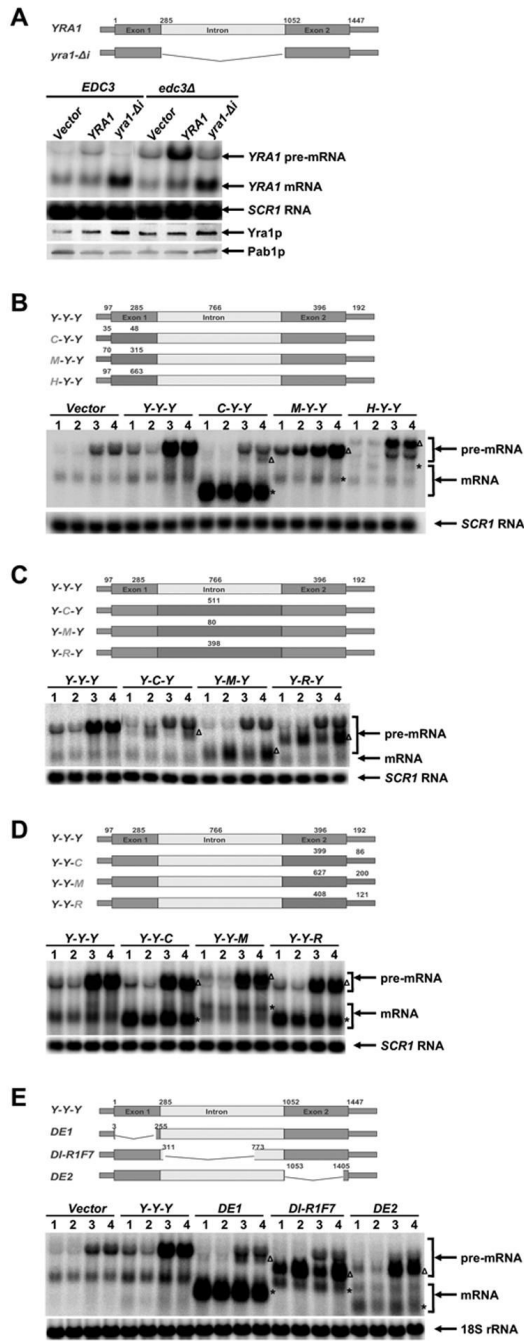 A
1 285 1052 1447
YRA1 Exon 1 Intron Exon 2
yra1-Δi
EDC3 edc3Δ
Vector YRA1 yra1-Δi Vector YRA1 yra1-Δi
YRA1 pre-mRNA
YRA1 mRNA
SCR1 RNA
Yra1p
Pab1p
B
97 285 766 396 192
Y-Y-Y Exon 1 Intron Exon 2
35 48
C-Y-Y
70 315
M-Y-Y
97 663
H-Y-Y
Vector Y-Y-Y C-Y-Y M-Y-Y H-Y-Y
1 2 3 4 1 2 3 4 1 2 3 4 1 2 3 4 1 2 3 4
Δ Δ Δ
pre-mRNA
* * *
mRNA
SCR1 RNA
C
97 285 766 396 192
Y-Y-Y Exon 1 Intron Exon 2
511
Y-C-Y
80
Y-M-Y
398
Y-R-Y
Y-Y-Y Y-C-Y Y-M-Y Y-R-Y
1 2 3 4 1 2 3 4 1 2 3 4 1 2 3 4
Δ Δ Δ
pre-mRNA
mRNA
SCR1 RNA
D
97 285 766 396 192
Y-Y-Y Exon 1 Intron Exon 2
399 86
Y-Y-C
627 200
Y-Y-M
408 121
Y-Y-R
Y-Y-Y Y-Y-C Y-Y-M Y-Y-R
1 2 3 4 1 2 3 4 1 2 3 4 1 2 3 4
Δ Δ Δ
pre-mRNA
* * *
mRNA
SCR1 RNA
E
1 285 1052 1447
Y-Y-Y Exon 1 Intron Exon 2
3 255
DE1
311 773
DI-R1F7
1053 1405
DE2
Vector Y-Y-Y DE1 DI-R1F7 DE2
1 2 3 4 1 2 3 4 1 2 3 4 1 2 3 4 1 2 3 4
Δ Δ Δ
pre-mRNA
* * *
mRNA
18S rRNA